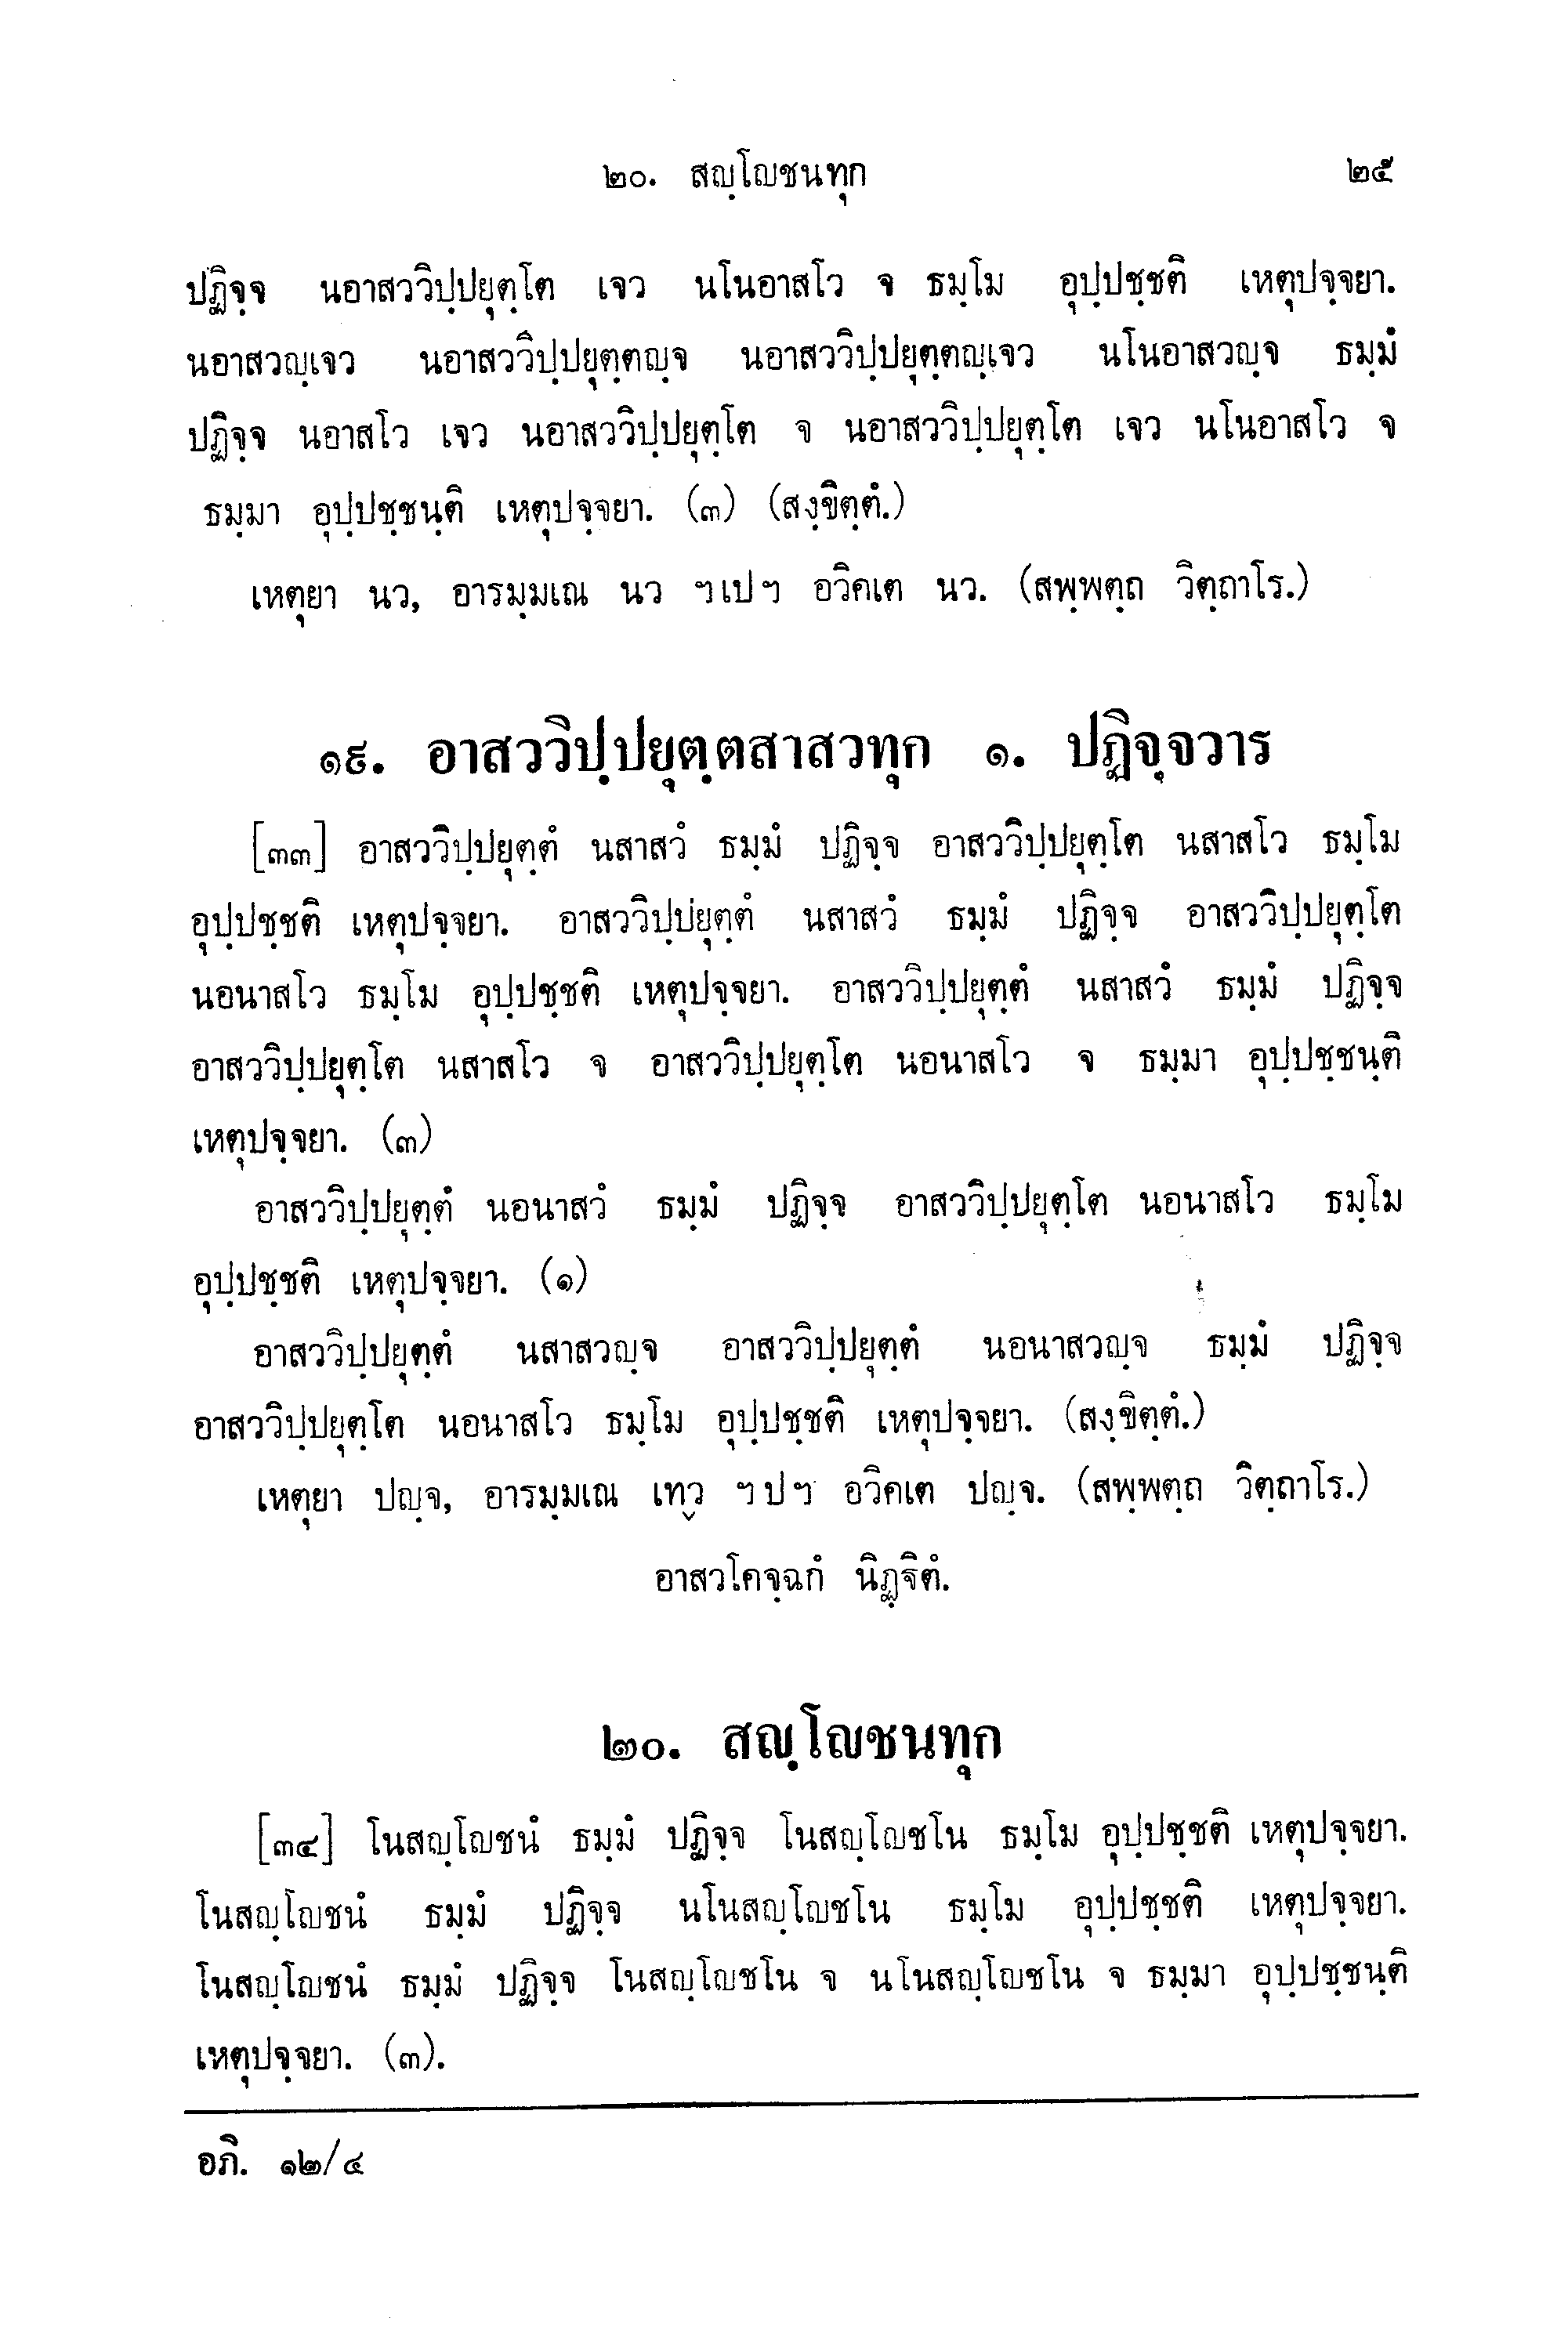 ๒๐. สญฺโญชนทุก ๒๕
ปฏิจฺจ นอาสววิปฺปยุตฺโต เจว นโนอาสโว จ ธมฺโม อุปฺปชฺชติ เหตุปจฺจยา.
นอาสวญฺเจว นอาสววิปฺปยุตฺตญฺจ นอาสววิปฺปยุตฺตญฺเจว นโนอาสวญฺจ ธมฺมํ
ปฏิจฺจ นอาสโว เจว นอาสววิปฺปยุตฺโต จ นอาสววิปฺปยุตฺโต เจว นโนอาสโว จ
ธมฺมา อุปฺปชฺชนฺติ เหตุปจฺจยา. (๓) (สงฺขิตฺตํ.)
เหตุยา นว, อารมฺมเณ นว ฯเปฯ อวิคเต นว. (สพฺพตฺถ วิตฺถาโร.)
๑๙. อาสววิปฺปยุตฺตสาสวทุก ๑. ปฏิจฺจวาร
[๓๓] อาสววิปฺปยุตฺตํ นสาสวํ ธมฺมํ ปฏิจฺจ อาสววิปฺปยุตฺโต นสาสโว ธมฺโม
อุปฺปชฺชติ เหตุปจฺจยา. อาสววิปฺปยุตฺตํ นสาสวํ ธมฺมํ ปฏิจฺจ อาสววิปฺปยุตฺโต
นอนาสโว ธมฺโม อุปฺปชฺชติ เหตุปจฺจยา. อาสววิปฺปยุตฺตํ นสาสวํ ธมฺมํ ปฏิจฺจ
อาสววิปฺปยุตฺโต นสาสโว จ อาสววิปฺปยุตฺโต นอนาสโว จ ธมฺมา อุปฺปชฺชนฺติ
เหตุปจฺจยา. (๓)
อาสววิปฺปยุตฺตํ นอนาสวํ ธมฺมํ ปฏิจฺจ อาสววิปฺปยุตฺโต นอนาสโว ธมฺโม
อุปฺปชฺชติ เหตุปจฺจยา. (๑)
อาสววิปฺปยุตฺตํ นสาสวญฺจ อาสววิปฺปยุตฺตํ นอนาสวญฺจ ธมฺมํ ปฏิจฺจ
อาสววิปฺปยุตฺโต นอนาสโว ธมฺโม อุปฺปชฺชติ เหตุปจฺจยา. (สงฺขิตฺตํ.)
เหตุยา ปญฺจ, อารมฺมเณ เทฺว ฯปฯ อวิคเต ปญฺจ. (สพฺพตฺถ วิตฺถาโร.)
อาสวโคจฺฉกํ นิฏฺฐิตํ.
๒๐. สญฺโญชนทุก
[๓๔] โนสญฺโญชนํ ธมฺมํ ปฏิจฺจ โนสญฺโญชโน ธมฺโม อุปฺปชฺชติ เหตุปจฺจยา.
โนสญฺโญชนํ ธมฺมํ ปฏิจฺจ นโนสญฺโญชโน ธมฺโม อุปฺปชฺชติ เหตุปจฺจยา.
โนสญฺโญชนํ ธมฺมํ ปฏิจฺจ โนสญฺโญชโน จ นโนสญฺโญชโน จ ธมฺมา อุปฺปชฺชนฺติ
เหตุปจฺจยา. (๓).
อภิ. ๑๒/๔